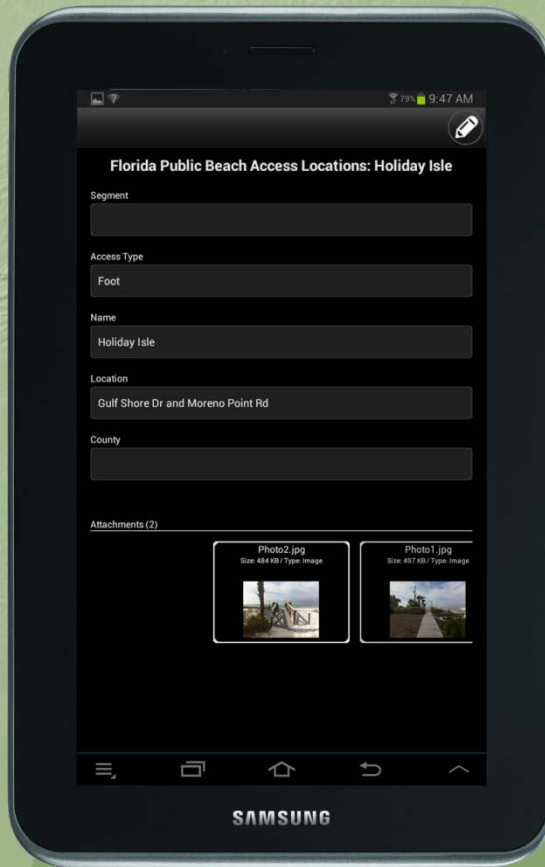 79% 9:47 AM
Florida Public Beach Access Locations: Holiday Isle
Segment
Access Type
Foot
Name
Holiday Isle
Location
Gulf Shore Dr and Moreno Point Rd
County
Attachments (2)
Photo2.jpg
Size: 484 KB / Type: Image
Photo1.jpg
Size: 497 KB / Type: Image
SAMSUNG